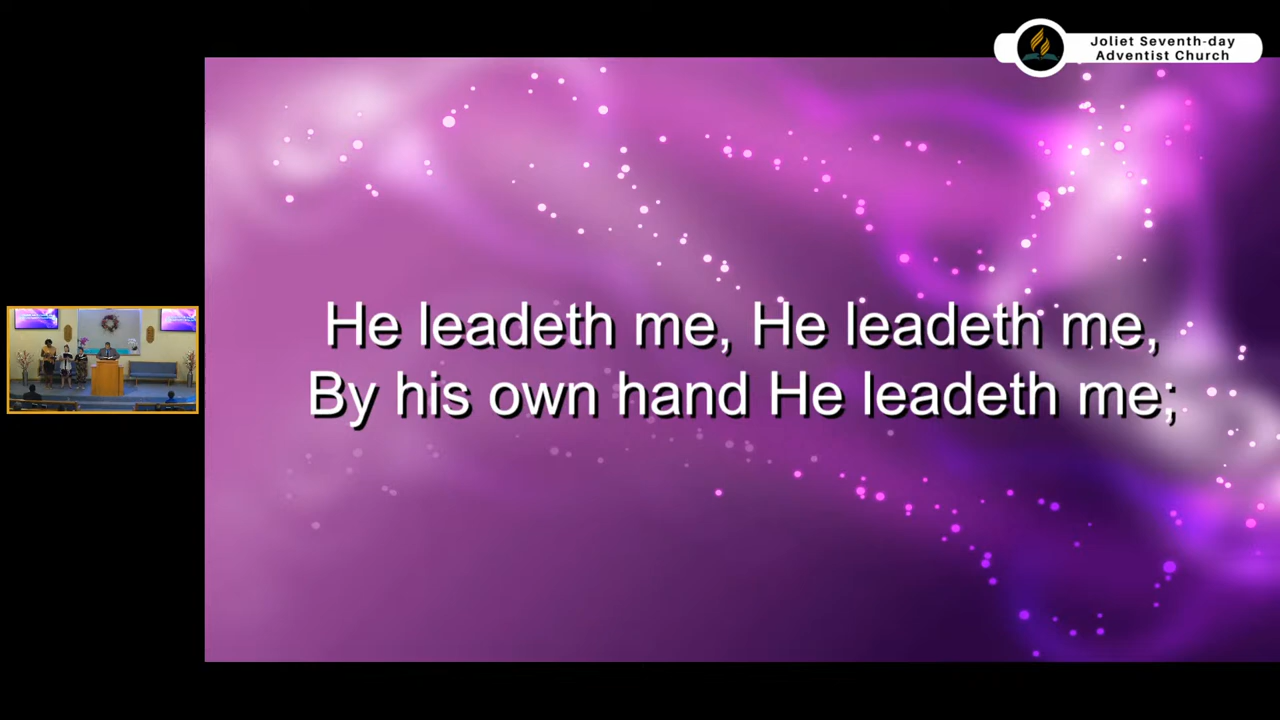 Joliet Seventh-day
Adventist Church
He leadeth me, He leadeth me,
By his own hand He leadeth me;